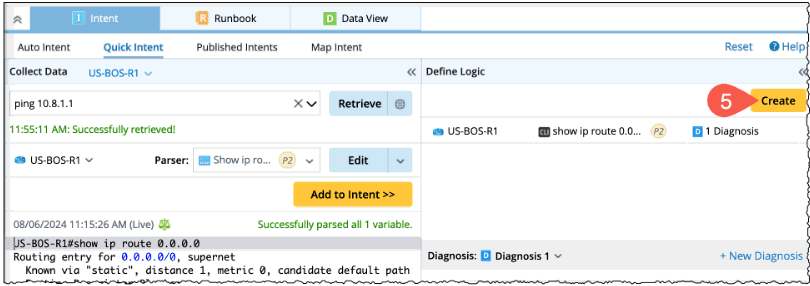 Intent Runbook Data View
Auto Intent Quick Intent Published Intents Map Intent Reset Help
Collect Data US-BOS-R1 Define Logic
ping 10.8.1.1 Retrieve 5 Create
11:55:11 AM: Successfully retrieved! US-BOS-R1 CLI show ip route 0.0... P2 D 1 Diagnosis
US-BOS-R1 Parser: Show ip ro... P2 Edit
Add to Intent >>
08/06/2024 11:15:26 AM (Live) Successfully parsed all 1 variable.
US-BOS-R1#show ip route 0.0.0.0
Routing entry for 0.0.0.0/0, supernet Diagnosis: D Diagnosis 1 + New Diagnosis
Known via "static", distance 1, metric 0, candidate default path